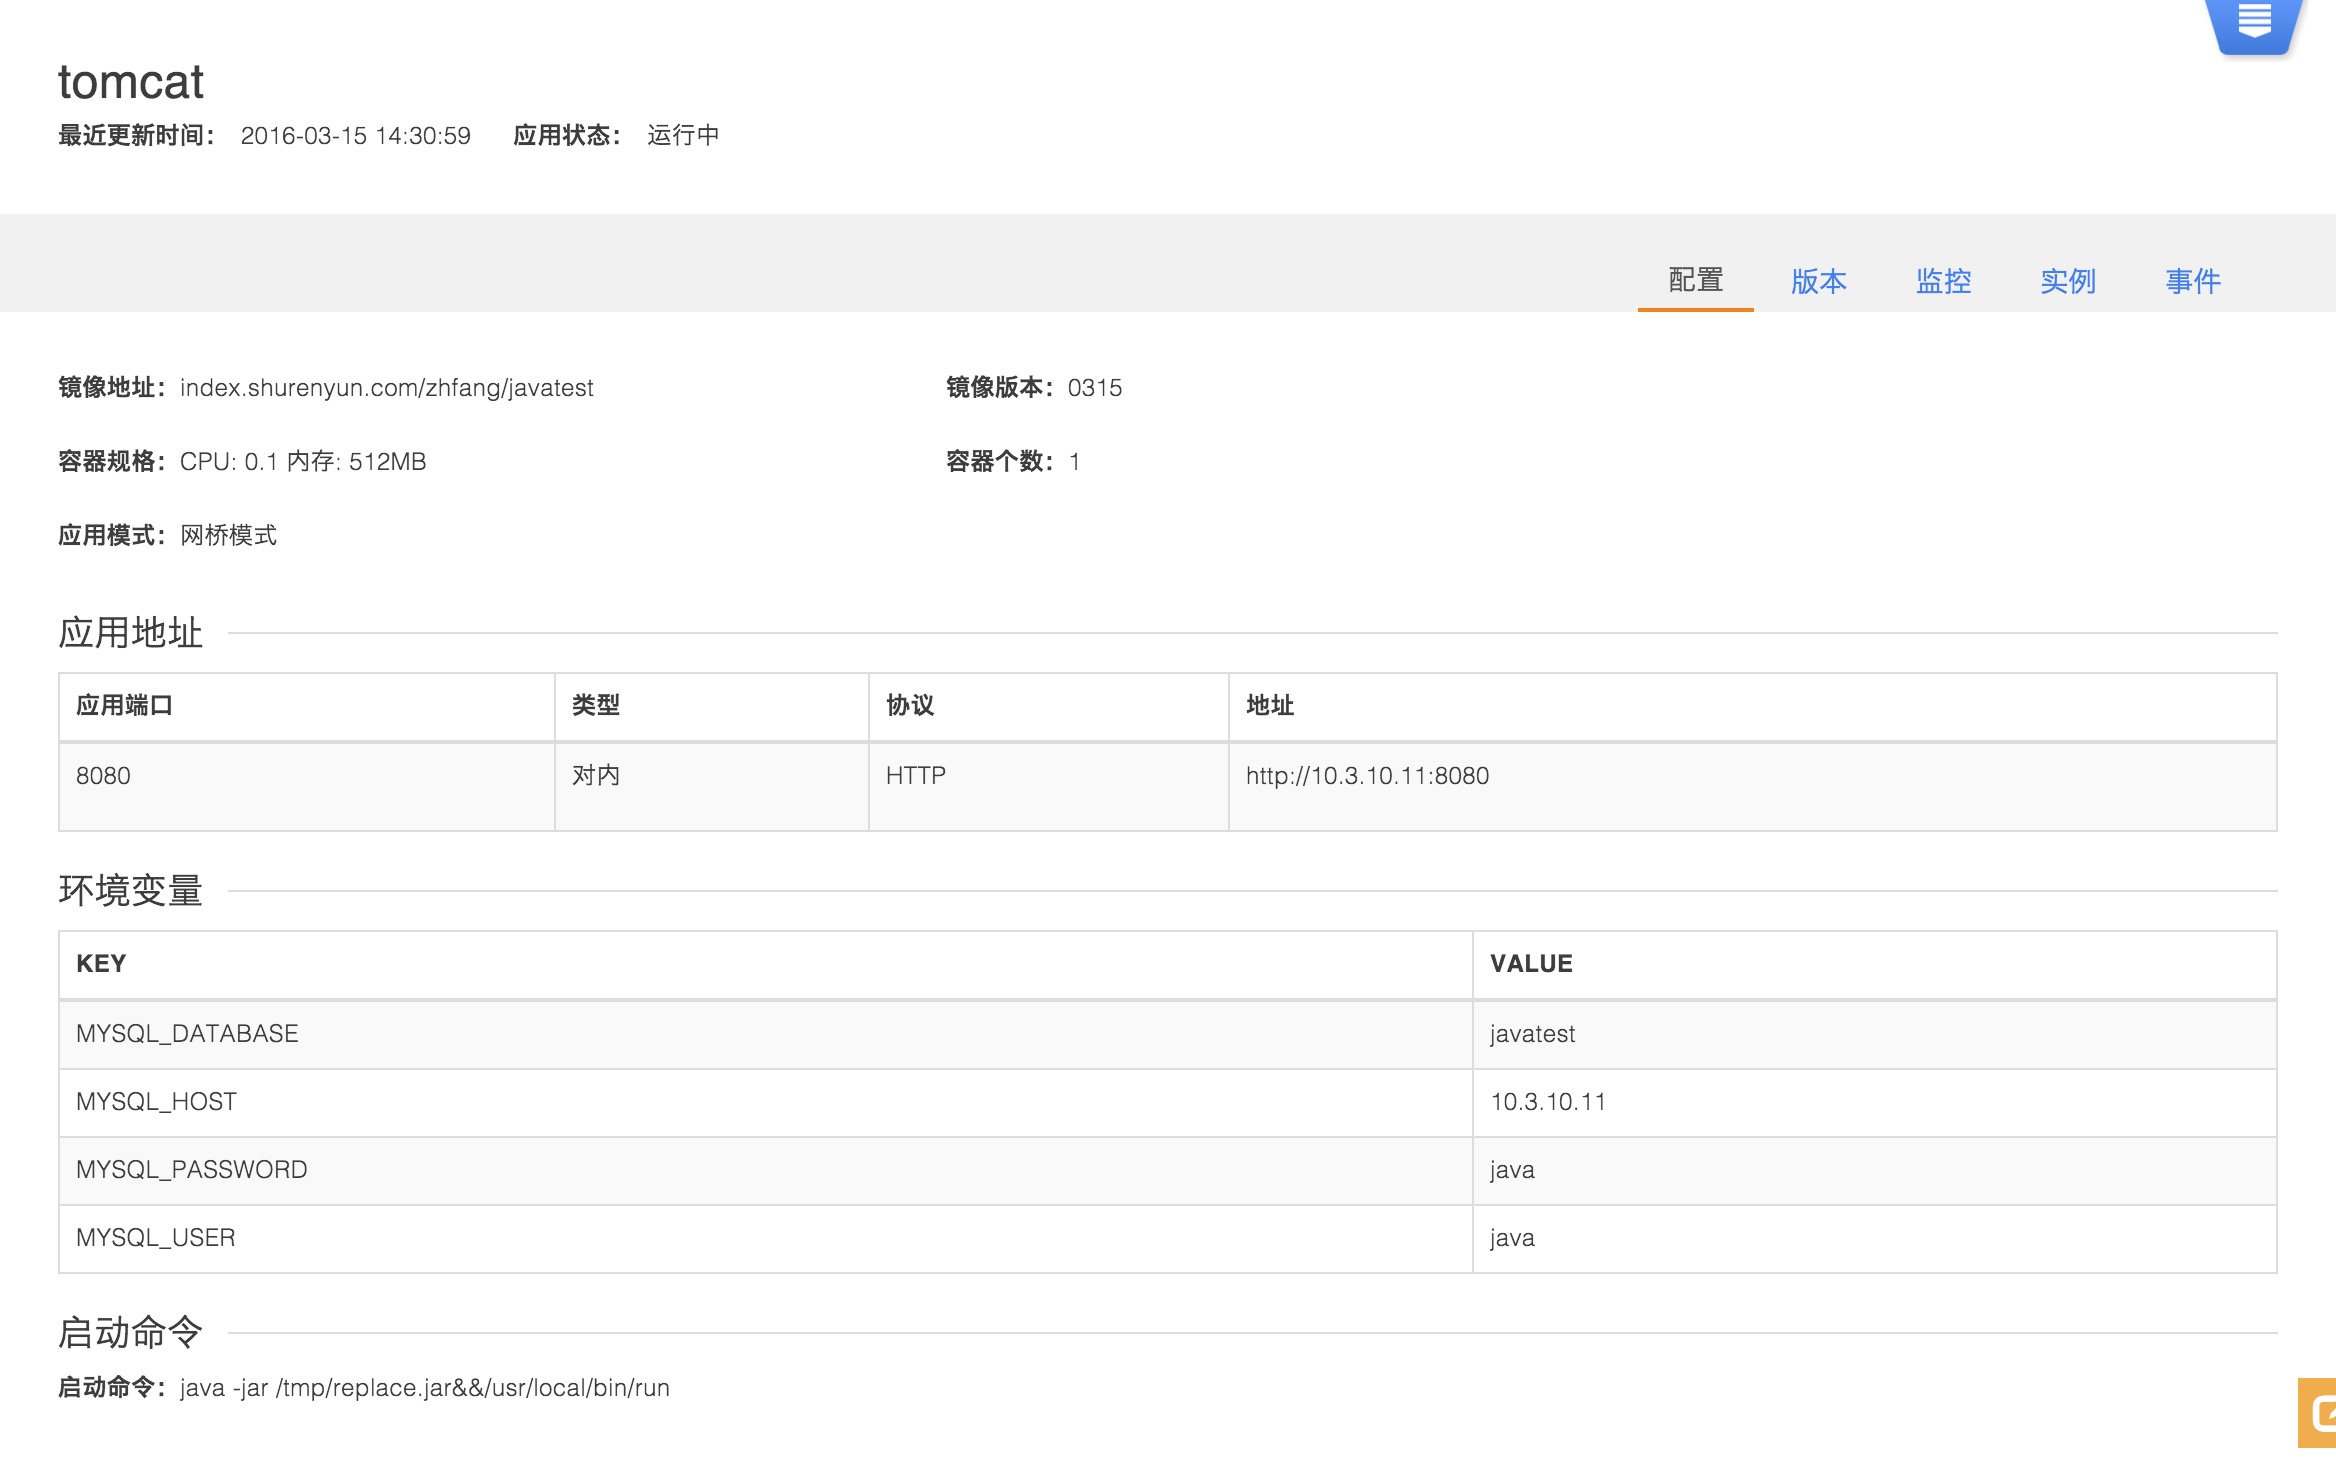 tomcat
最近更新时间： 2016-03-15 14:30:59 应用状态： 运行中
配置 版本 监控 实例 事件
镜像地址：index.shurenyun.com/zhfang/javatest 镜像版本：0315
容器规格：CPU: 0.1 内存: 512MB 容器个数：1
应用模式：网桥模式
应用地址
应用端口 类型 协议 地址
8080 对内 HTTP http://10.3.10.11:8080
环境变量
KEY VALUE
MYSQL_DATABASE javatest
MYSQL_HOST 10.3.10.11
MYSQL_PASSWORD java
MYSQL_USER java
启动命令
启动命令：java -jar /tmp/replace.jar&&/usr/local/bin/run